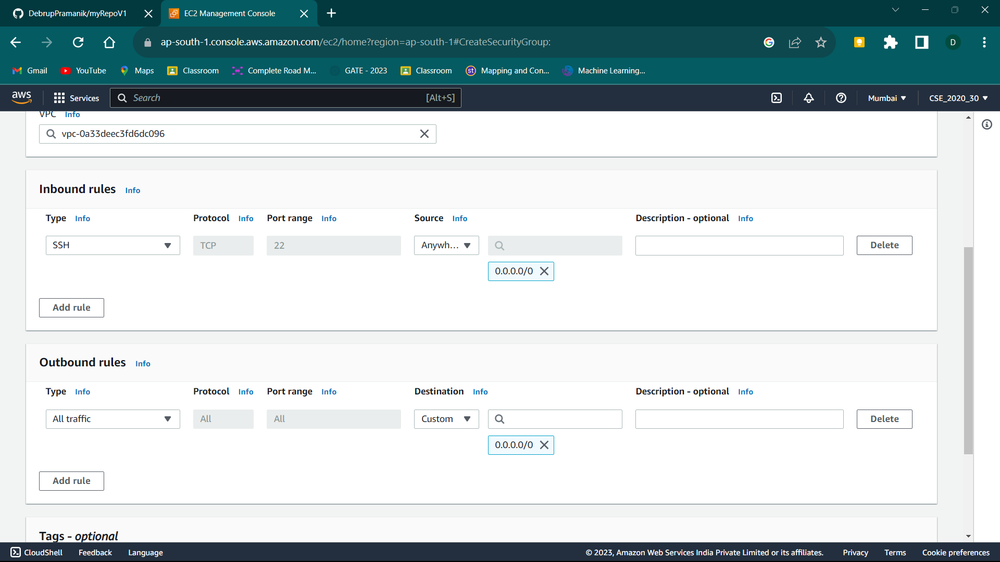 DebrupPramanik/myRepoV1
EC2 Management Console
ap-south-1.console.aws.amazon.com/ec2/home?region=ap-south-1#CreateSecurityGroup:
D
Gmail YouTube Maps Classroom Complete Road M... GATE - 2023 Classroom Mapping and Con... Machine Learning...
aws Services Search [Alt+S] Mumbai CSE_2020_30
VPC Info
vpc-0a33deec3fd6dc096
Inbound rules Info
Type Info Protocol Info Port range Info Source Info Description - optional Info
SSH TCP 22 Anywh... Delete
0.0.0.0/0
Add rule
Outbound rules Info
Type Info Protocol Info Port range Info Destination Info Description - optional Info
All traffic All All Custom Delete
0.0.0.0/0
Add rule
Tags - optional
CloudShell Feedback Language © 2023, Amazon Web Services India Private Limited or its affiliates. Privacy Terms Cookie preferences